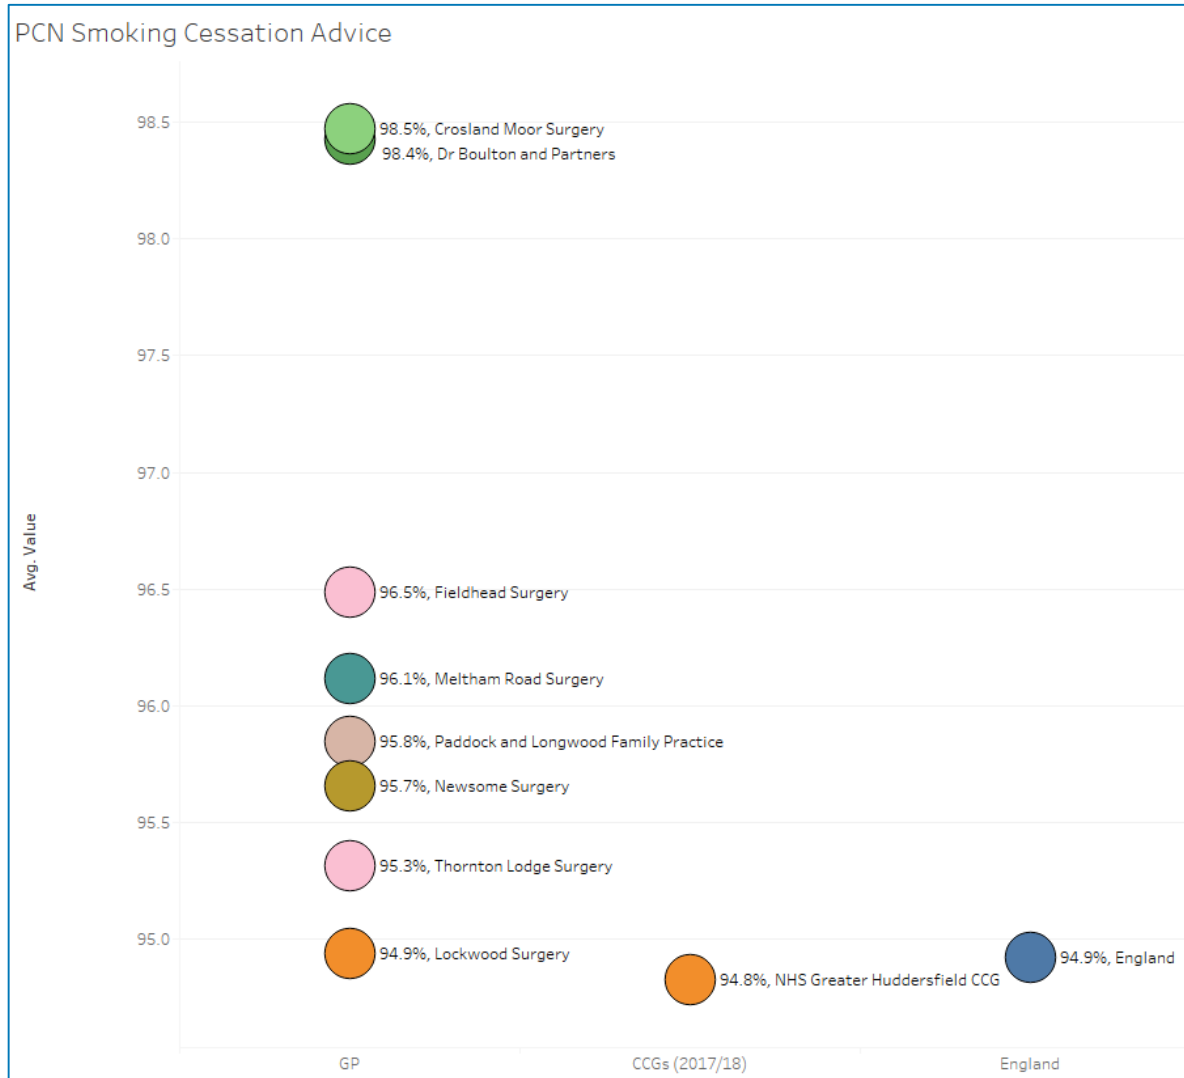 PCN Smoking Cessation Advice
98.5
98.0
97.5
97.0
96.5
96.0
95.5
95.0
Avg. Value
98.5%, Crosland Moor Surgery
98.4%, Dr Boulton and Partners
96.5%, Fieldhead Surgery
96.1%, Meltham Road Surgery
95.8%, Paddock and Longwood Family Practice
95.7%, Newsome Surgery
95.3%, Thornton Lodge Surgery
94.9%, Lockwood Surgery
94.8%, NHS Greater Huddersfield CCG
94.9%, England
GP
CCGs (2017/18)
England